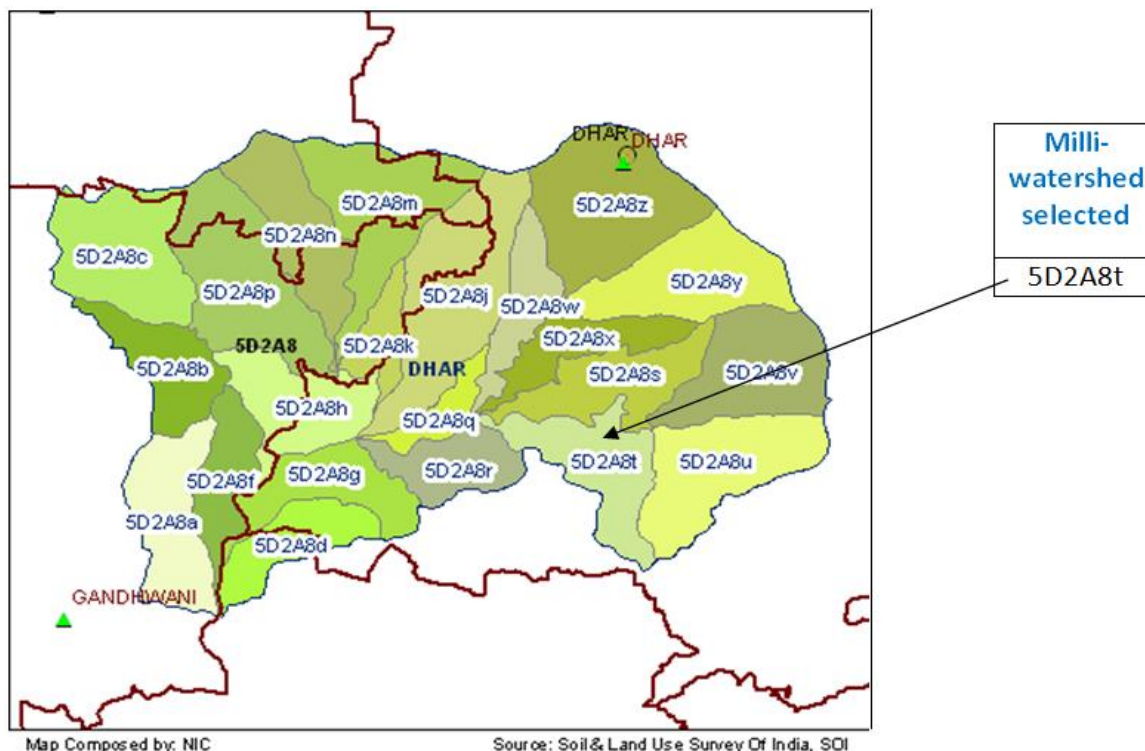 DHAR
DHAR
5D2A8z
5D2A8m
5D2A8n
5D2A8c
5D2A8p
5D2A8j
5D2A8y
5D2A8w
5D2A8x
5D2A8
5D2A8k
DHAR
5D2A8b
5D2A8s
5D2A8v
5D2A8h
5D2A8q
5D2A8t
5D2A8u
5D2A8r
5D2A8g
5D2A8f
5D2A8a
5D2A8d
GANDHWANI
Map Composed by: NIC
Source: Soil & Land Use Survey Of India, SOI
Milli-
watershed
selected
5D2A8t